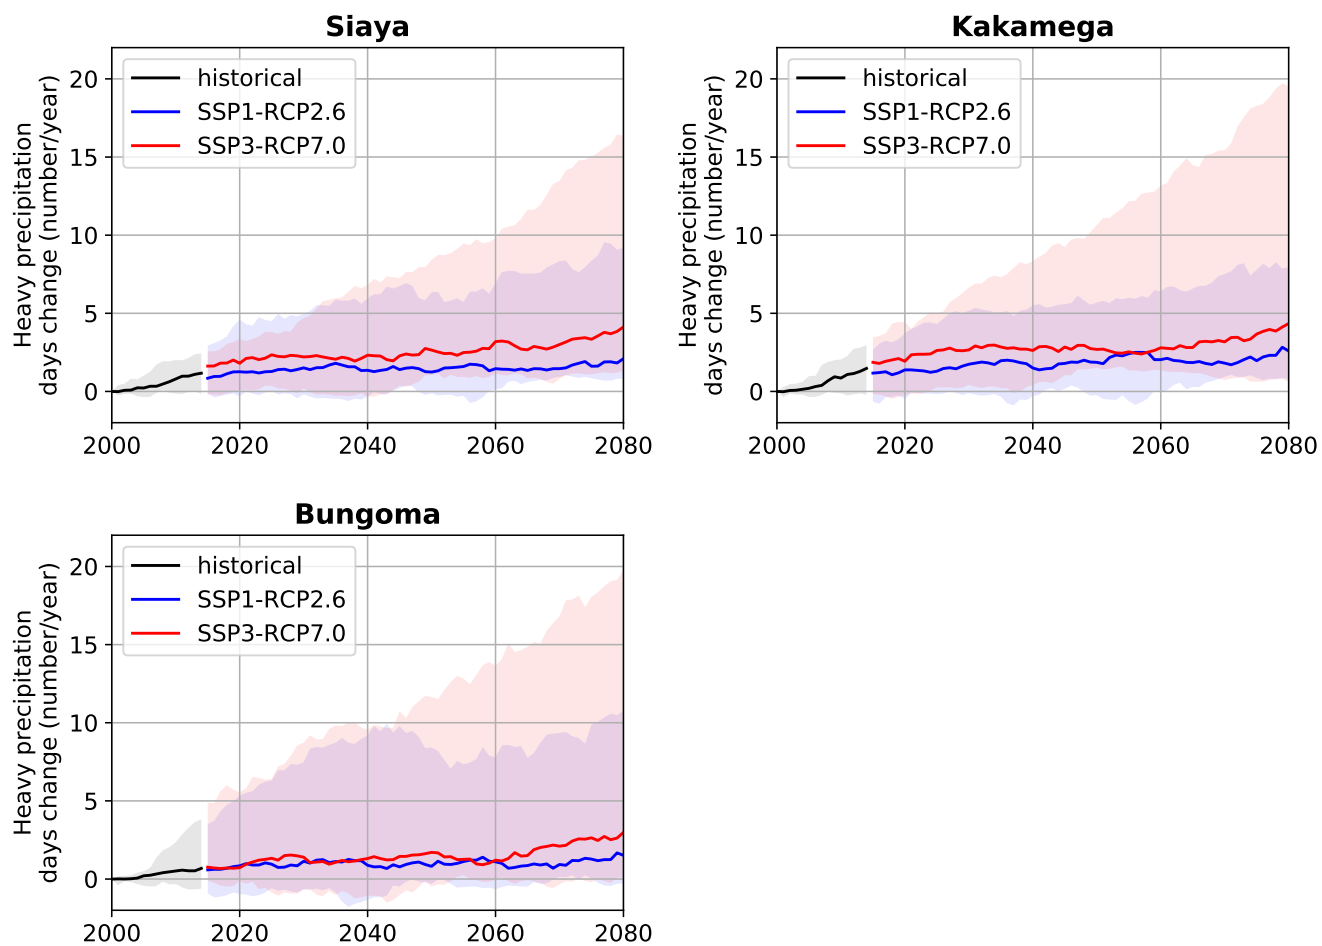 Siaya
Heavy precipitation
days change (number/year)
20
15
10
5
0
historical
SSP1-RCP2.6
SSP3-RCP7.0
2000 2020 2040 2060 2080
Kakamega
Heavy precipitation
days change (number/year)
20
15
10
5
0
historical
SSP1-RCP2.6
SSP3-RCP7.0
2000 2020 2040 2060 2080
Bungoma
Heavy precipitation
days change (number/year)
20
15
10
5
0
historical
SSP1-RCP2.6
SSP3-RCP7.0
2000 2020 2040 2060 2080